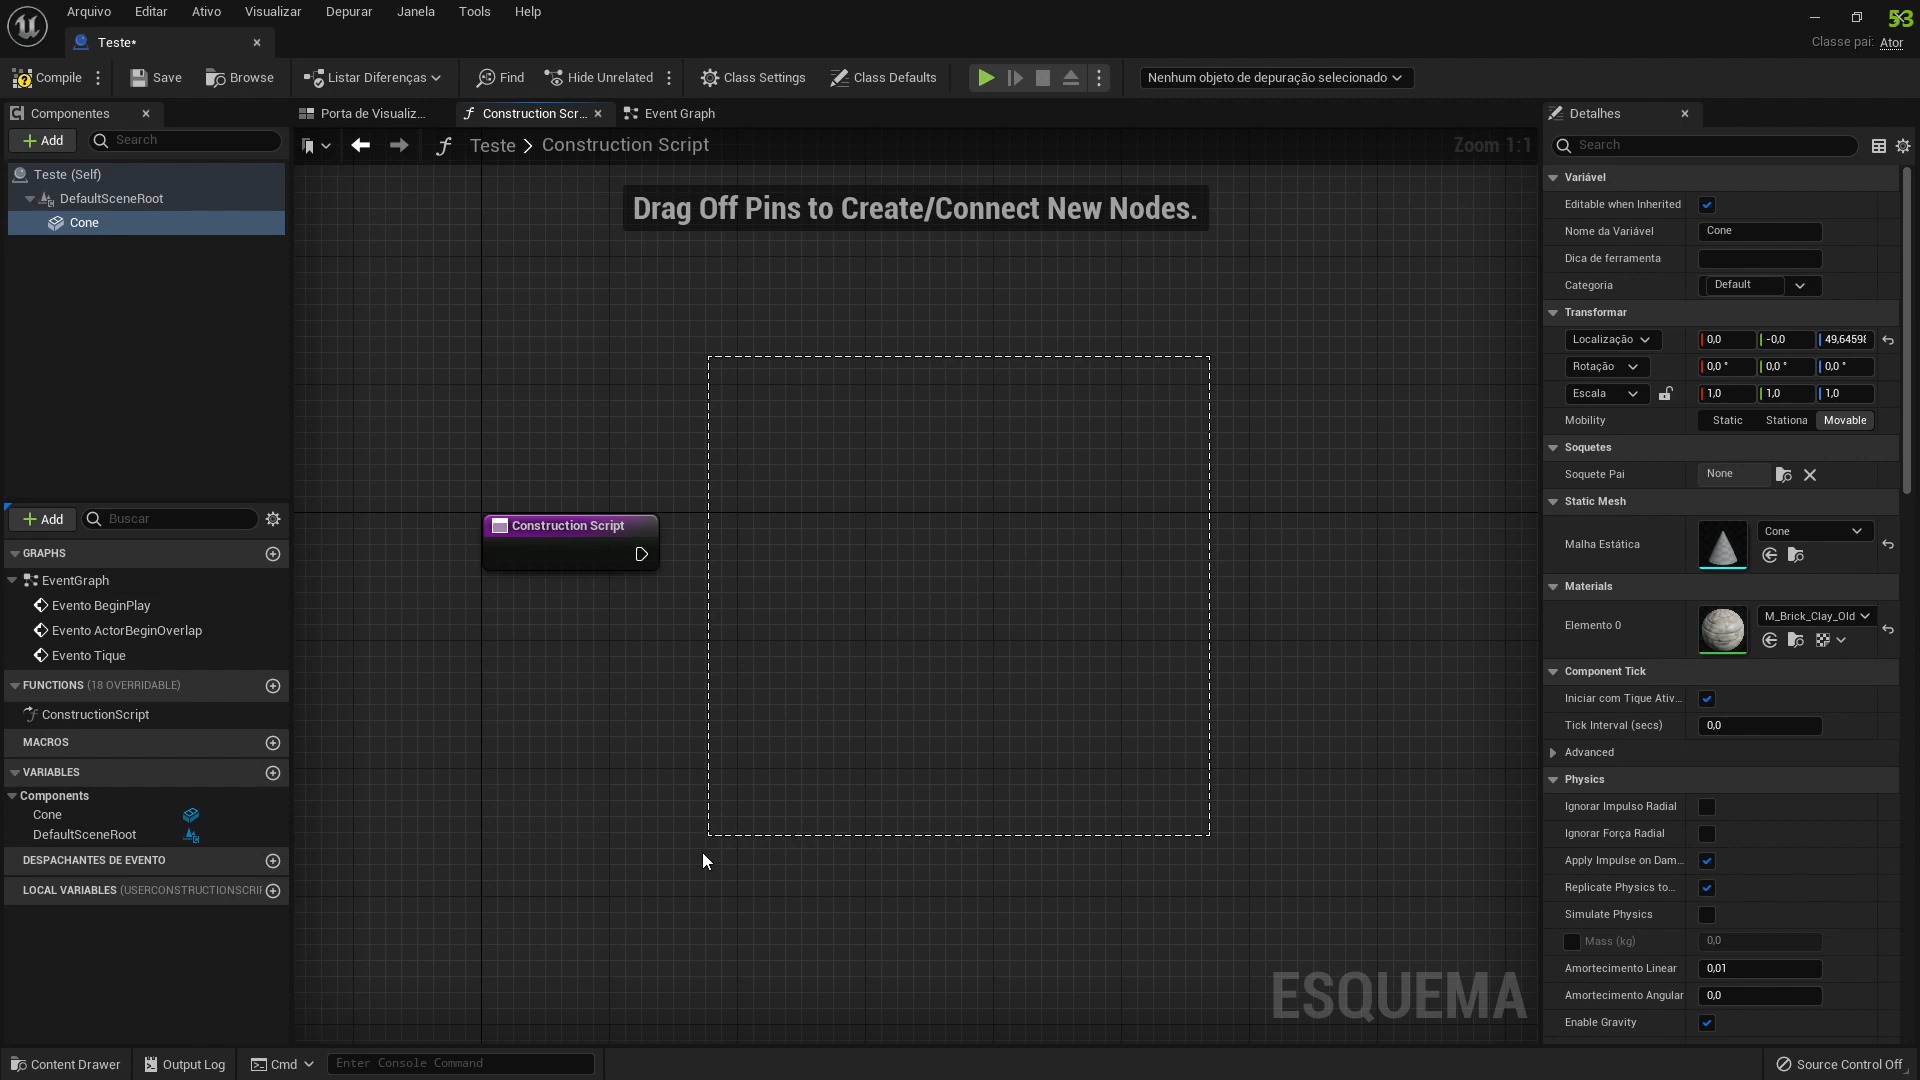 Arquivo Editar Ativo Visualizar Depurar Janela Tools Help
53
Teste*
Classe pai: Ator
Compile Save Browse Listar Diferenças Find Hide Unrelated Class Settings Class Defaults Nenhum objeto de depuração selecionado
Componentes
Add Search
Teste (Self)
DefaultSceneRoot
Cone
Add Buscar
GRAPHS
EventGraph
Evento BeginPlay
Evento ActorBeginOverlap
Evento Tique
FUNCTIONS (18 OVERRIDABLE)
ConstructionScript
MACROS
VARIABLES
Components
Cone
DefaultSceneRoot
DESPACHANTES DE EVENTO
LOCAL VARIABLES (USERCONSTRUCTIONSCRIP
Porta de Visualiz... Construction Scr... Event Graph
Teste > Construction Script Zoom 1:1
Drag Off Pins to Create/Connect New Nodes.
Construction Script
ESQUEMA
Detalhes
Search
Variável
Editable when Inherited
Nome da Variável Cone
Dica de ferramenta
Categoria Default
Transformar
Localização 0,0 -0,0 49,64598
Rotação 0,0 ° 0,0 ° 0,0 °
Escala 1,0 1,0 1,0
Mobility Static Stationa Movable
Soquetes
Soquete Pai None
Static Mesh
Malha Estática Cone
Materials
Elemento 0 M_Brick_Clay_Old
Component Tick
Iniciar com Tique Ativ...
Tick Interval (secs) 0,0
Advanced
Physics
Ignorar Impulso Radial
Ignorar Força Radial
Apply Impulse on Dam...
Replicate Physics to...
Simulate Physics
Mass (kg) 0,0
Amortecimento Linear 0,01
Amortecimento Angular 0,0
Enable Gravity
Content Drawer Output Log Cmd Enter Console Command Source Control Off